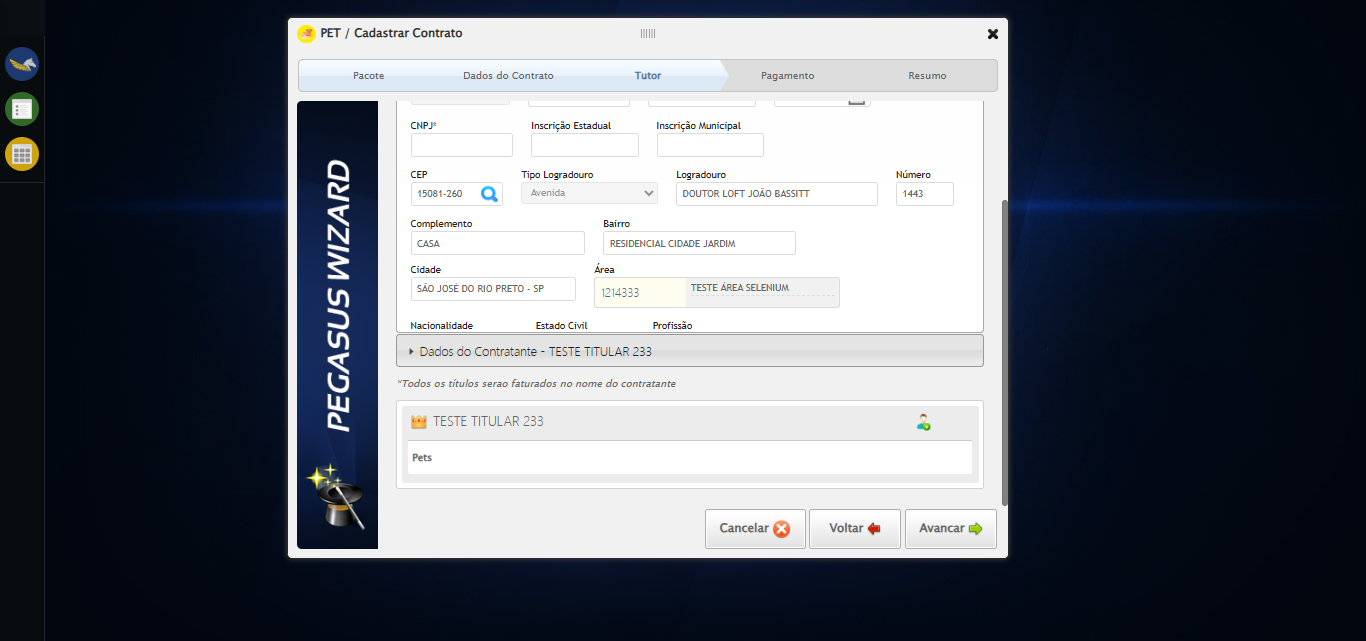 PET / Cadastrar Contrato
Pacote
Dados do Contrato
Tutor
Pagamento
Resumo
PEGASUS WIZARD
CNPJ*
Inscrição Estadual
Inscrição Municipal
CEP
Tipo Logradouro
Logradouro
Número
15081-260
Avenida
DOUTOR LOFT JOÃO BASSITT
1443
Complemento
Bairro
CASA
RESIDENCIAL CIDADE JARDIM
Cidade
Área
SÃO JOSÉ DO RIO PRETO - SP
1214333
TESTE ÁREA SELENIUM
Nacionalidade
Estado Civil
Profissão
Dados do Contratante - TESTE TITULAR 233
*Todos os títulos serao faturados no nome do contratante
TESTE TITULAR 233
Pets
Cancelar
Voltar
Avancar